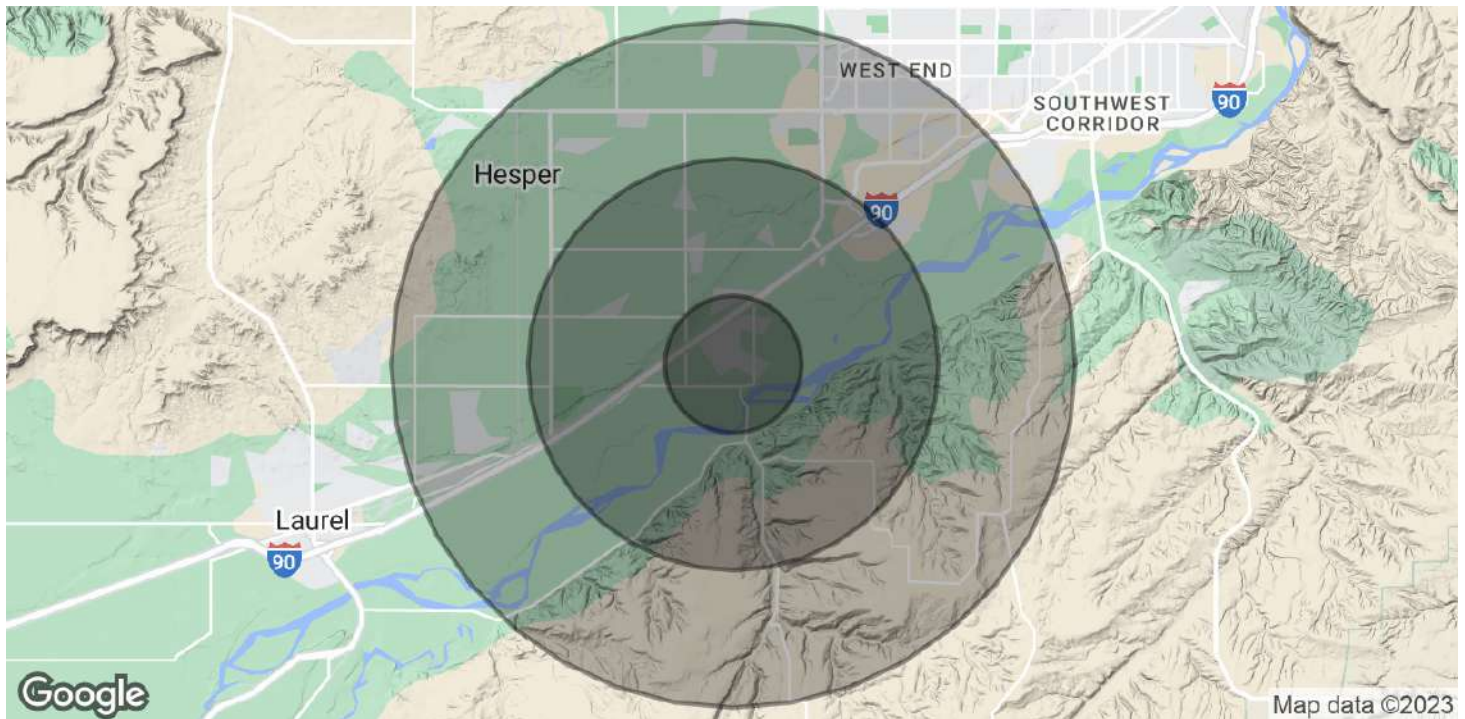 WEST END
90
SOUTHWEST
CORRIDOR
Hesper
90
Laurel
90
Google
Map data ©2023